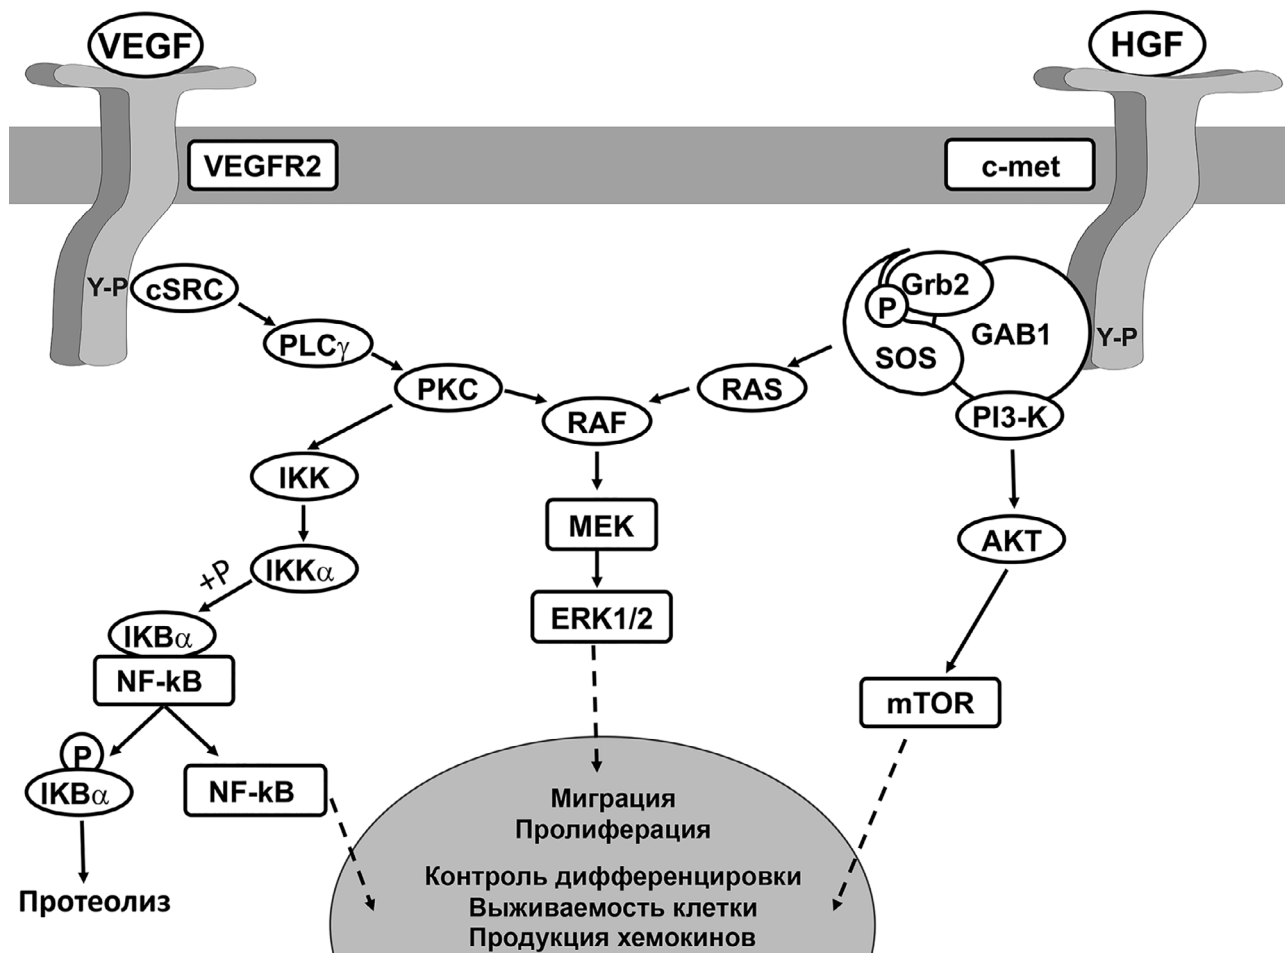 VEGF
HGF
VEGFR2
c-met
Y-P
cSRC
Grb2
P
GAB1
Y-P
SOS
PLCγ
PKC
RAF
RAS
PI3-K
IKK
MEK
AKT
IKKα
+P
ERK1/2
IKBα
NF-kB
mTOR
P
IKBα
NF-kB
Миграция
Пролиферация
Контроль дифференцировки
Выживаемость клетки
Продукция хемокинов
Протеолиз